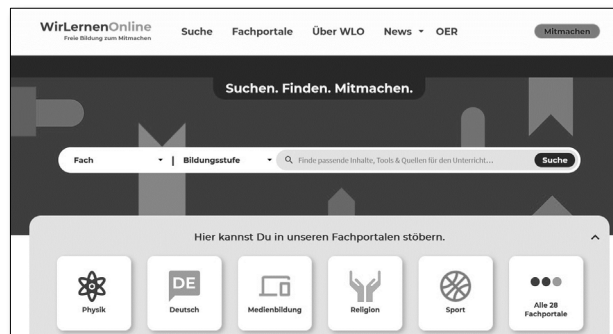 WirLernenOnline
Freie Bildung zum Mitmachen
Suche Fachportale Über WLO News OER Mitmachen
Suchen. Finden. Mitmachen.
Fach | Bildungsstufe Finde passende Inhalte, Tools & Quellen für den Unterricht... Suche
Hier kannst Du in unseren Fachportalen stöbern.
DE
Physik Deutsch Medienbildung Religion Sport Alle 28
Fachportale